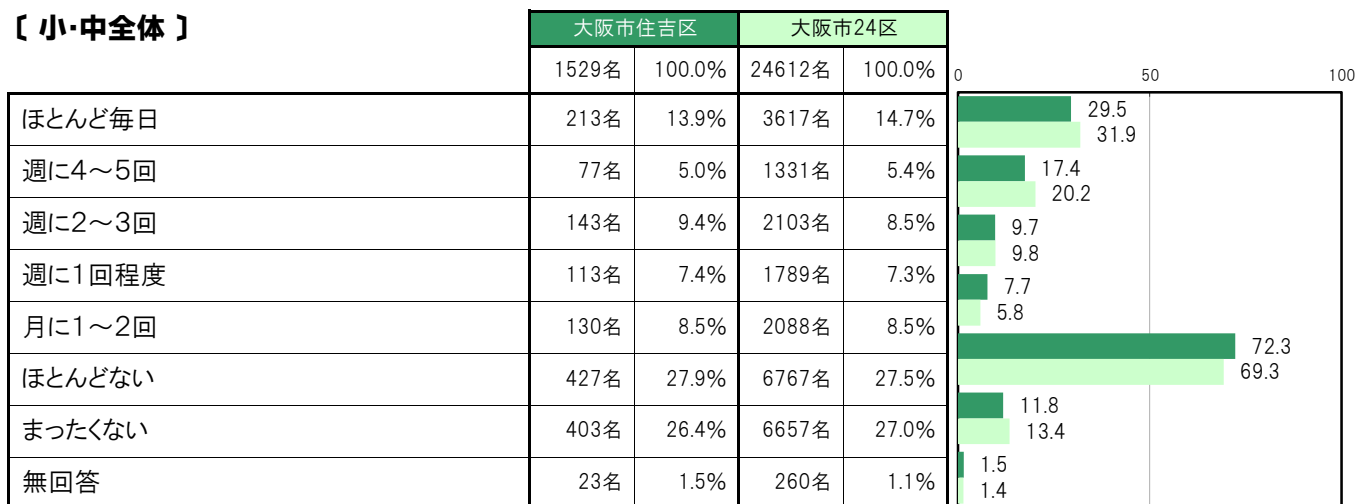 〔 小・中全体 〕
大阪市住吉区 大阪市24区
1529名 100.0% 24612名 100.0% 0 50 100
ほとんど毎日 213名 13.9% 3617名 14.7% 29.5
31.9
週に4～5回 77名 5.0% 1331名 5.4% 17.4
20.2
週に2～3回 143名 9.4% 2103名 8.5% 9.7
9.8
週に1回程度 113名 7.4% 1789名 7.3% 7.7
5.8
月に1～2回 130名 8.5% 2088名 8.5% 72.3
ほとんどない 427名 27.9% 6767名 27.5% 69.3
11.8
まったくない 403名 26.4% 6657名 27.0% 13.4
1.5
無回答 23名 1.5% 260名 1.1% 1.4